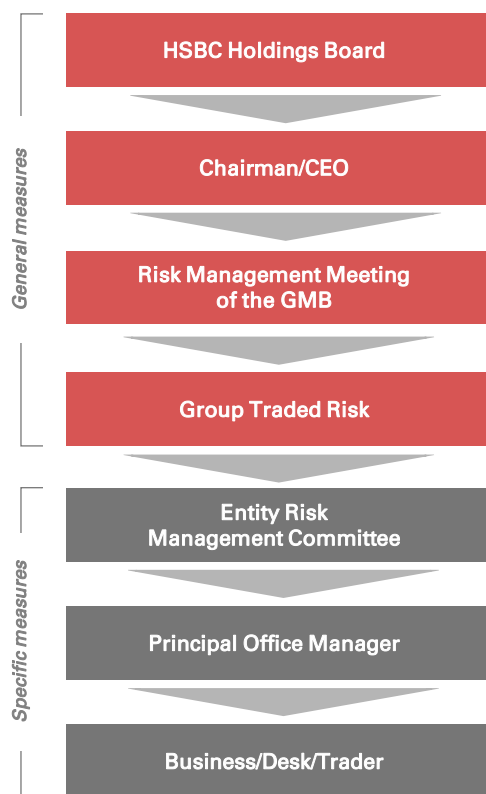 General measures
HSBC Holdings Board
Chairman/CEO
Risk Management Meeting
of the GMB
Group Traded Risk
Specific measures
Entity Risk
Management Committee
Principal Office Manager
Business/Desk/Trader